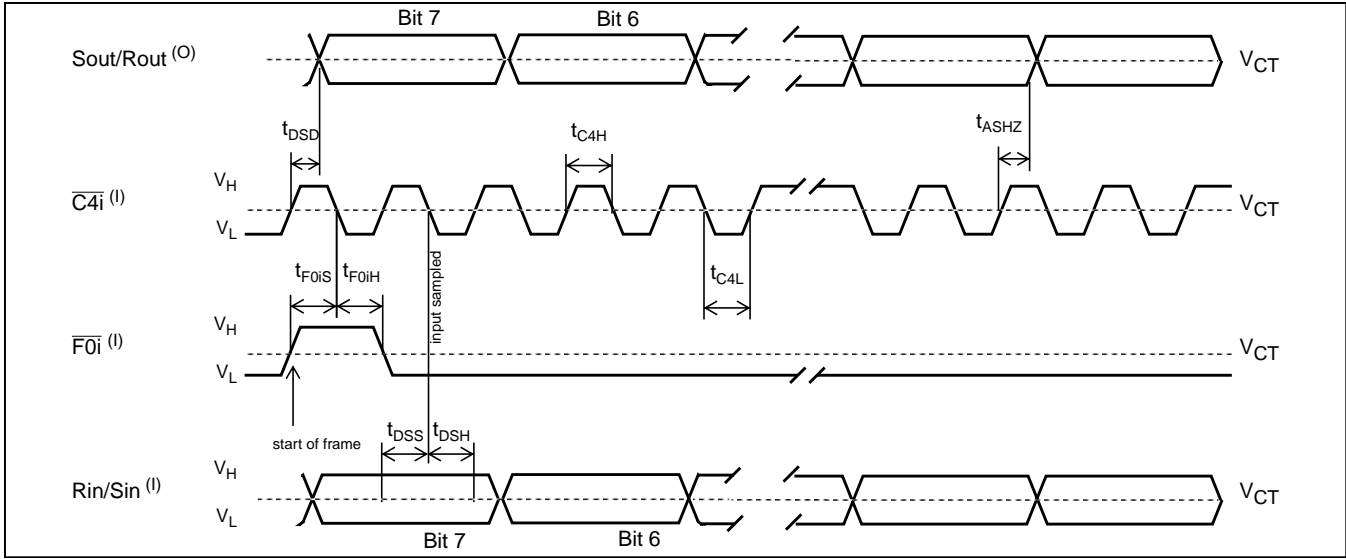 Bit 7 Bit 6
Sout/Rout (O) VCT
tDSD tC4H tASHZ
VH
C4i (I) VCT
VL
tF0iS tF0iH input sampled tC4L
VH
F0i (I) VCT
VL
start of frame tDSS tDSH
VH
Rin/Sin (I) VCT
VL
Bit 7 Bit 6